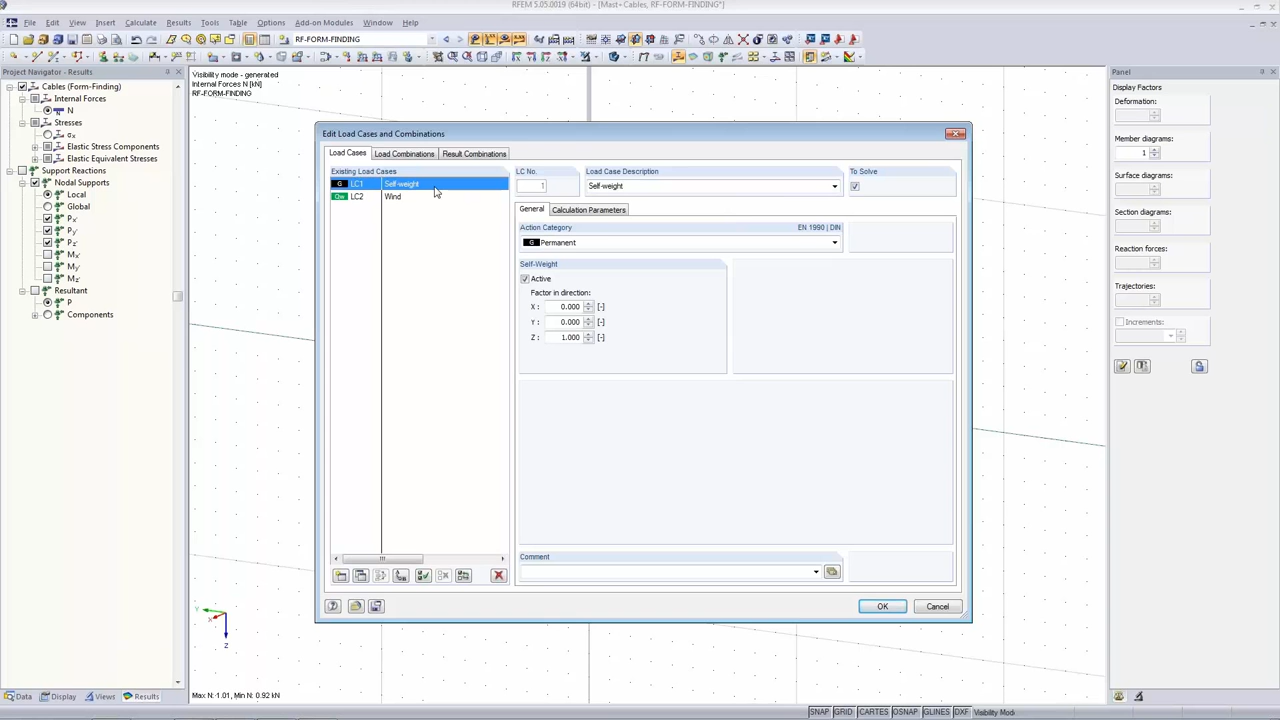 RFEM 5.05.0019 (64bit) - [Mast+ Cables, RF-FORM-FINDING*]
File Edit View Insert Calculate Results Tools Table Options Add-on Modules Window Help
RF-FORM-FINDING
Project Navigator - Results
Cables (Form-Finding)
Internal Forces
N
Stresses
σx
Elastic Stress Components
Elastic Equivalent Stresses
Support Reactions
Nodal Supports
Local
Global
Px'
Py'
Pz'
Mx'
My'
Mz'
Resultant
P
Components
Data Display Views Results
Visibility mode - generated
Internal Forces N [kN]
RF-FORM-FINDING
Edit Load Cases and Combinations
Load Cases Load Combinations Result Combinations
Existing Load Cases
G LC1 Self-weight
Qw LC2 Wind
LC No.
1
Load Case Description
Self-weight
To Solve
General Calculation Parameters
Action Category EN 1990 | DIN
G Permanent
Self-Weight
Active
Factor in direction:
X : 0.000 [-]
Y : 0.000 [-]
Z : 1.000 [-]
Comment
OK Cancel
Y
X
Z
Max N: 1.01, Min N: 0.92 kN
Panel
Display Factors
Deformation:
Member diagrams:
1
Surface diagrams:
Section diagrams:
Reaction forces:
Trajectories:
Increments:
SNAP GRID CARTES OSNAP GLINES DXF Visibility Mod